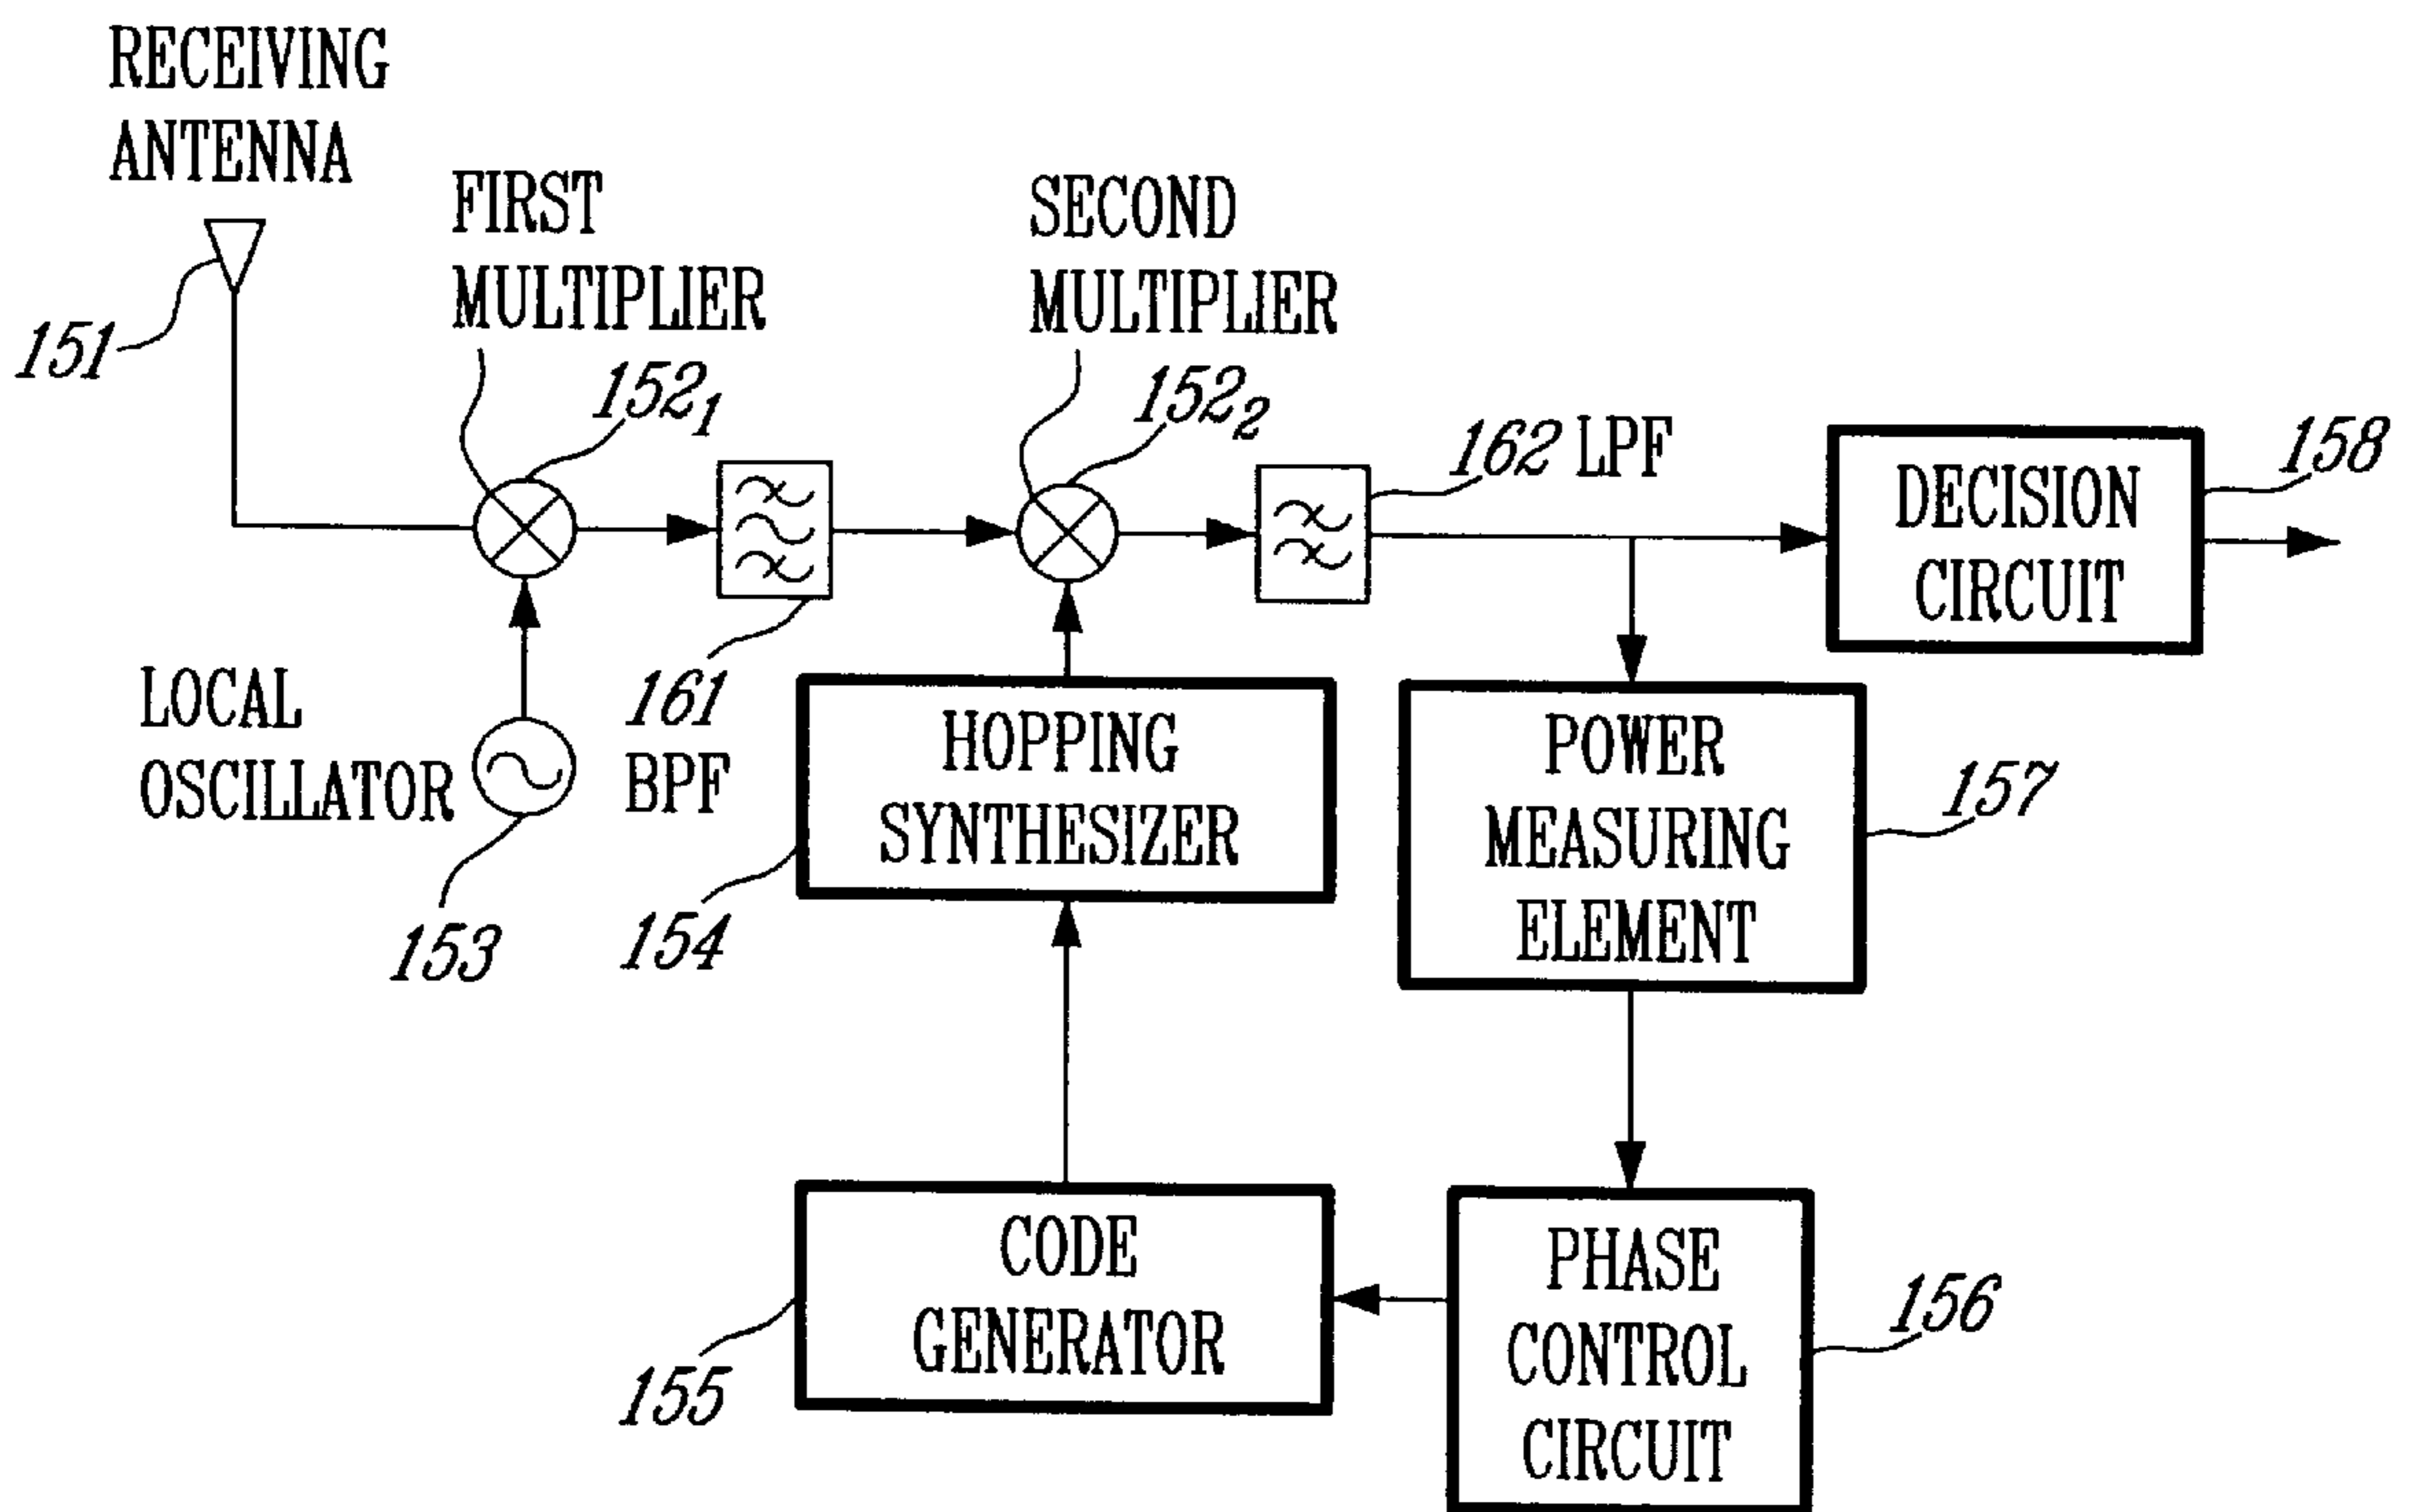 RECEIVING
ANTENNA
151
FIRST
MULTIPLIER
152₁
SECOND
MULTIPLIER
152₂
162 LPF
DECISION
CIRCUIT
158
LOCAL
OSCILLATOR
153
161
BPF
HOPPING
SYNTHESIZER
154
POWER
MEASURING
ELEMENT
157
CODE
GENERATOR
155
PHASE
CONTROL
CIRCUIT
156